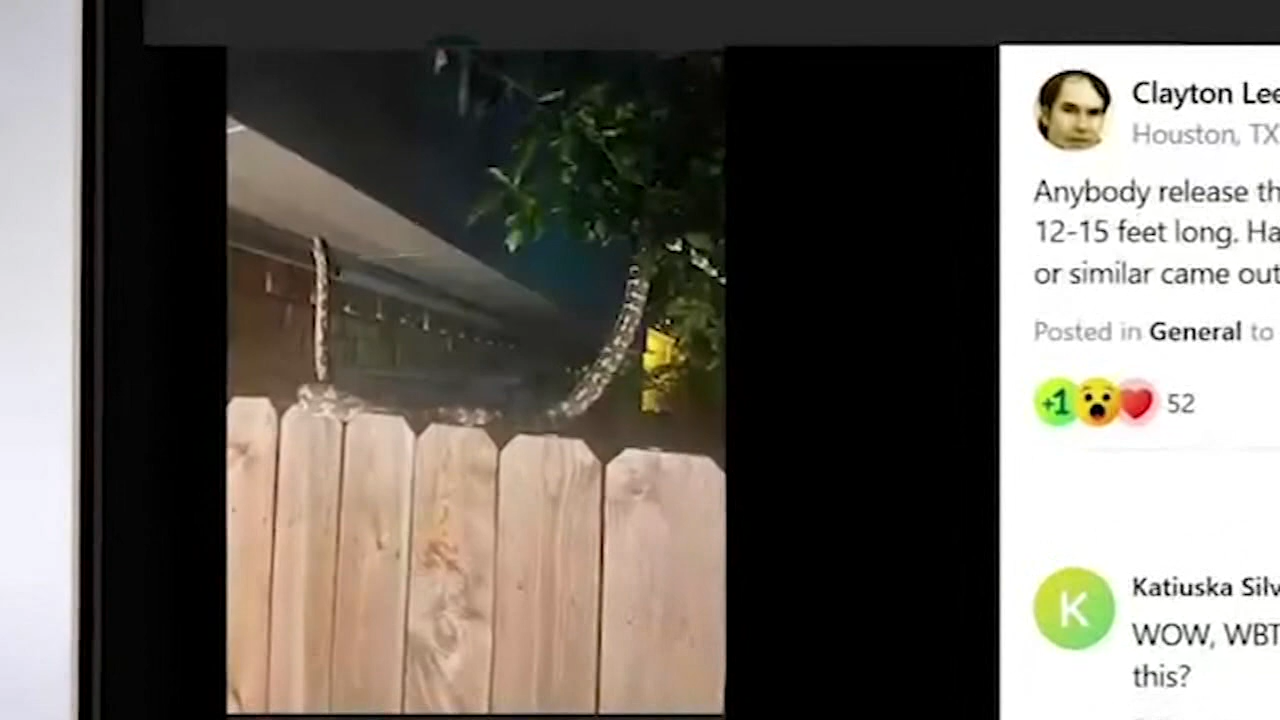 Clayton Lee
Houston, TX
Anybody release th
12-15 feet long. Ha
or similar came out
Posted in General to
+1 52
K
Katiuska Silv
WOW, WBT
this?